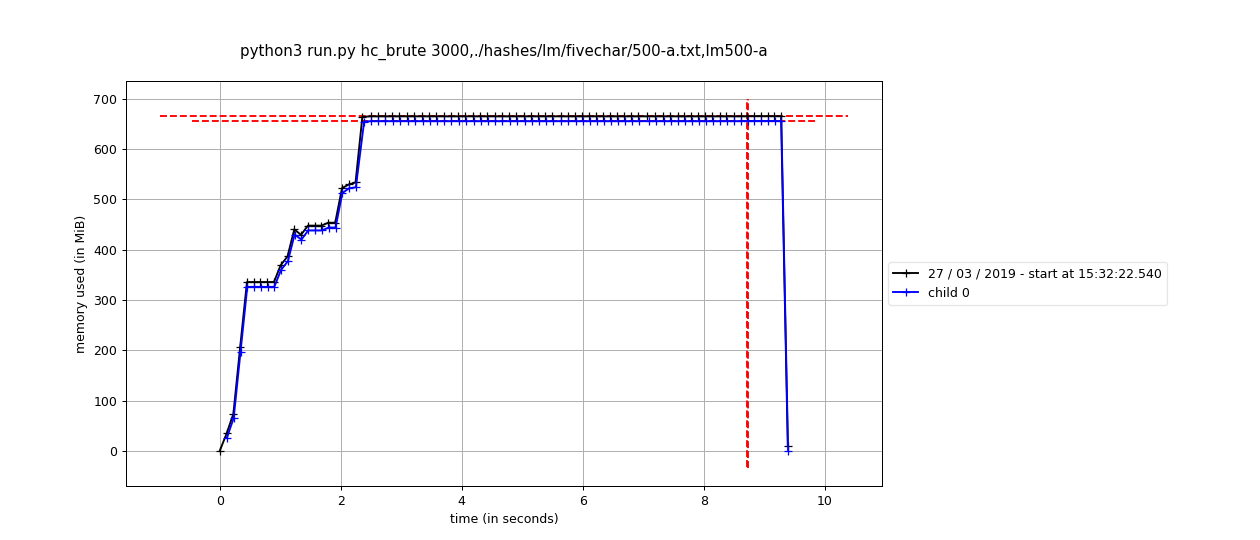 python3 run.py hc_brute 3000,./hashes/lm/fivechar/500-a.txt,lm500-a
700
600
500
400
300
200
100
0
memory used (in MiB)
0 2 4 6 8 10
time (in seconds)
27 / 03 / 2019 - start at 15:32:22.540
child 0